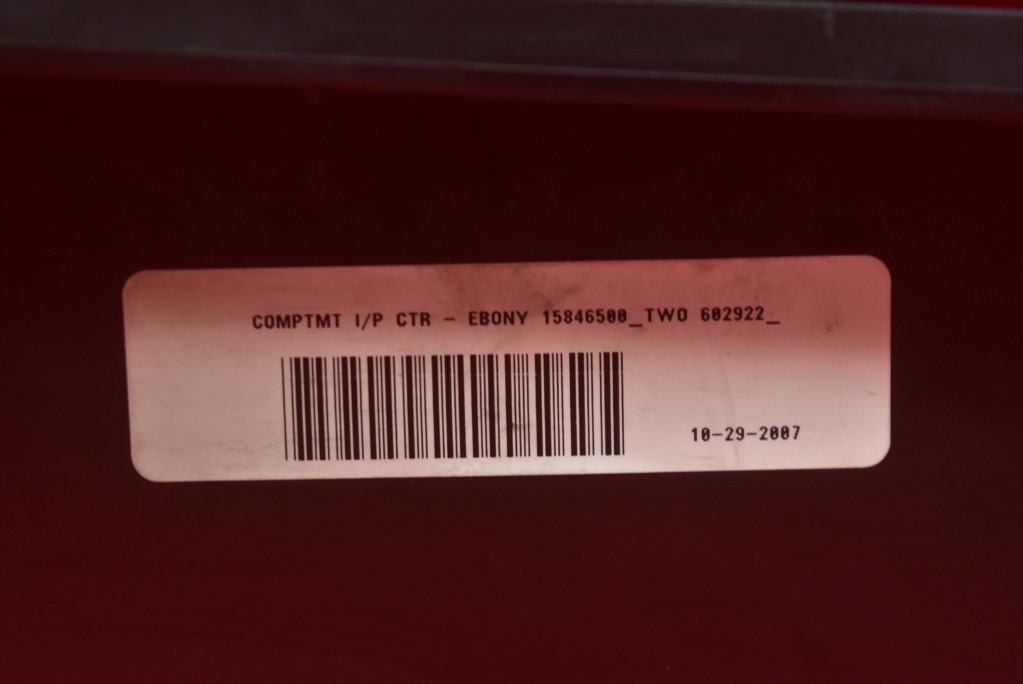 COMPTMT I/P CTR - EBONY 15846500_TWO 602922_
10-29-2007